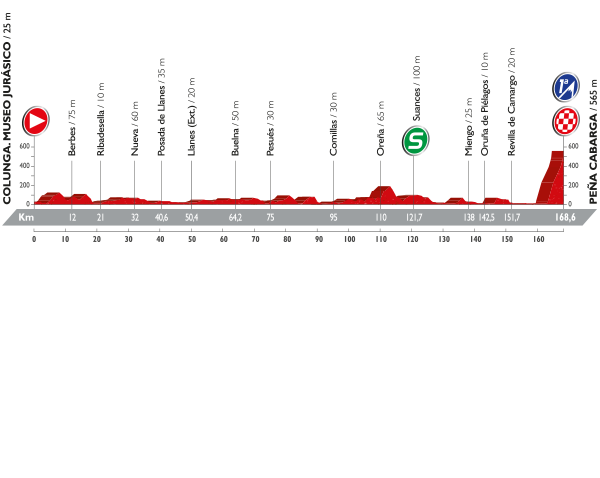 COLUNGA. MUSEO JURÁSICO / 25 m
Berbes / 75 m
Ribadesella / 10 m
Nueva / 60 m
Posada de Llanes / 35 m
Llanes (Ext.) / 20 m
Buelna / 50 m
Pesués / 30 m
Comillas / 30 m
Oreña / 65 m
Suances / 100 m
S
Miengo / 25 m
Oruña de Piélagos / 10 m
Revilla de Camargo / 20 m
1ª
PEÑA CABARGA / 565 m
600
400
200
0
600
400
200
0
Km 12 21 32 40,6 50,4 64,2 75 95 110 121,7 138 142,5 151,7 168,6
0 10 20 30 40 50 60 70 80 90 100 110 120 130 140 150 160